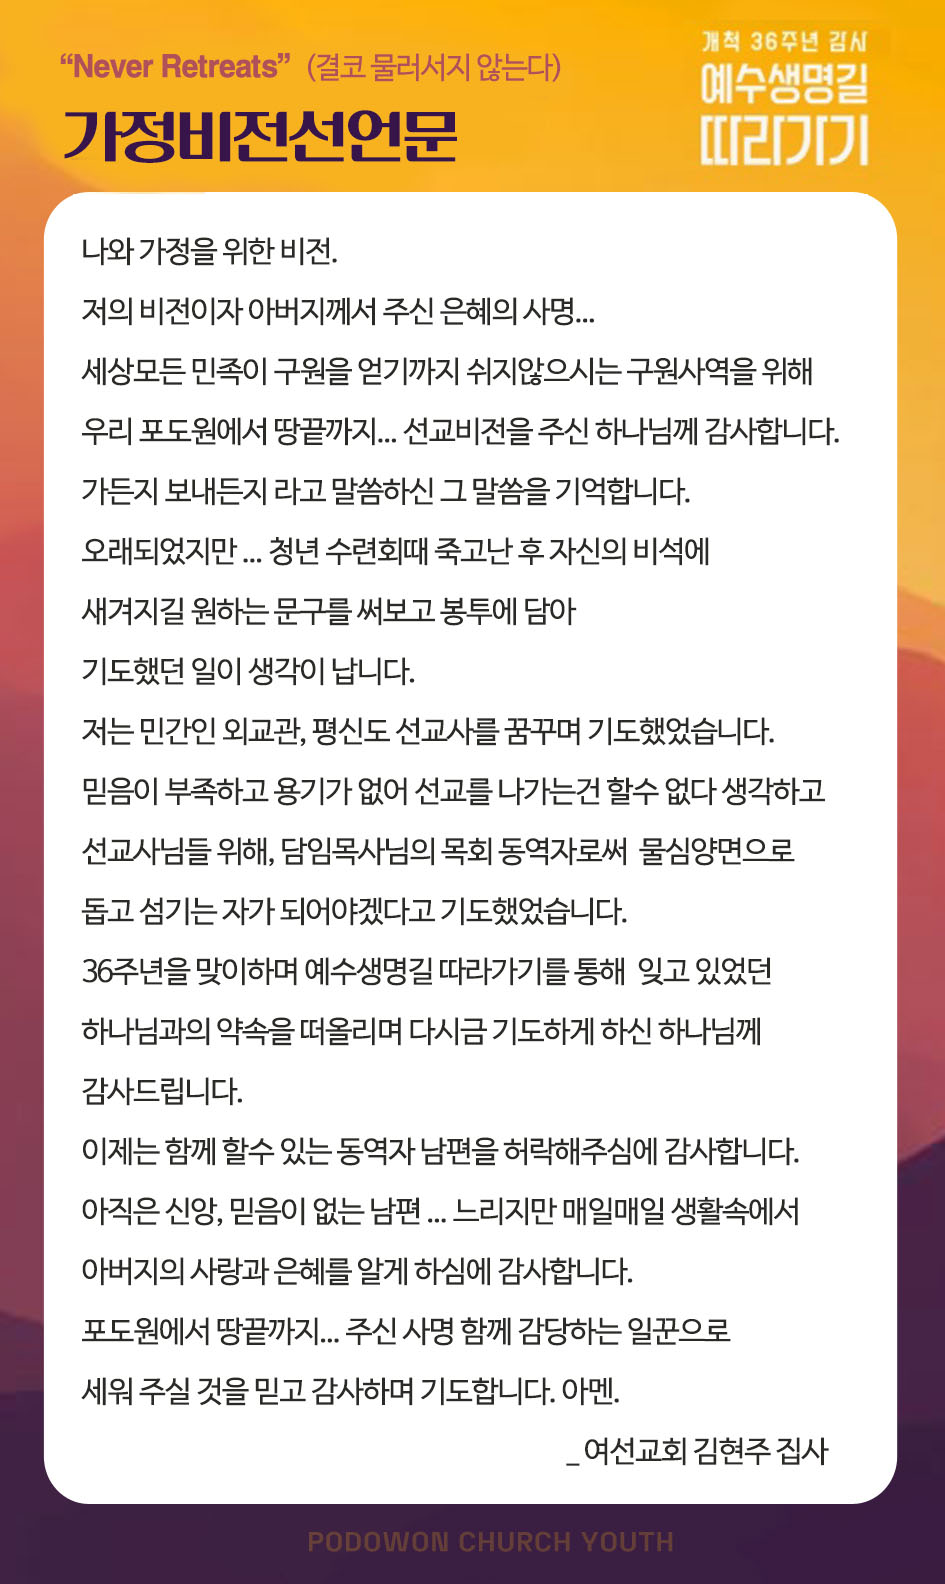 “Never Retreats” (결코 물러서지 않는다)
가정비전선언문
개척 36주년 감사
예수생명길
따라가기
나와 가정을 위한 비전.
저의 비전이자 아버지께서 주신 은혜의 사명...
세상모든 민족이 구원을 얻기까지 쉬지않으시는 구원사역을 위해
우리 포도원에서 땅끝까지... 선교비전을 주신 하나님께 감사합니다.
가든지 보내든지 라고 말씀하신 그 말씀을 기억합니다.
오래되었지만 ... 청년 수련회때 죽고난 후 자신의 비석에
새겨지길 원하는 문구를 써보고 봉투에 담아
기도했던 일이 생각이 납니다.
저는 민간인 외교관, 평신도 선교사를 꿈꾸며 기도했었습니다.
믿음이 부족하고 용기가 없어 선교를 나가는건 할수 없다 생각하고
선교사님들 위해, 담임목사님의 목회 동역자로써 물심양면으로
돕고 섬기는 자가 되어야겠다고 기도했었습니다.
36주년을 맞이하며 예수생명길 따라가기를 통해 잊고 있었던
하나님과의 약속을 떠올리며 다시금 기도하게 하신 하나님께
감사드립니다.
이제는 함께 할수 있는 동역자 남편을 허락해주심에 감사합니다.
아직은 신앙, 믿음이 없는 남편 ... 느리지만 매일매일 생활속에서
아버지의 사랑과 은혜를 알게 하심에 감사합니다.
포도원에서 땅끝까지... 주신 사명 함께 감당하는 일꾼으로
세워 주실 것을 믿고 감사하며 기도합니다. 아멘.
_ 여선교회 김현주 집사
PODOWON CHURCH YOUTH